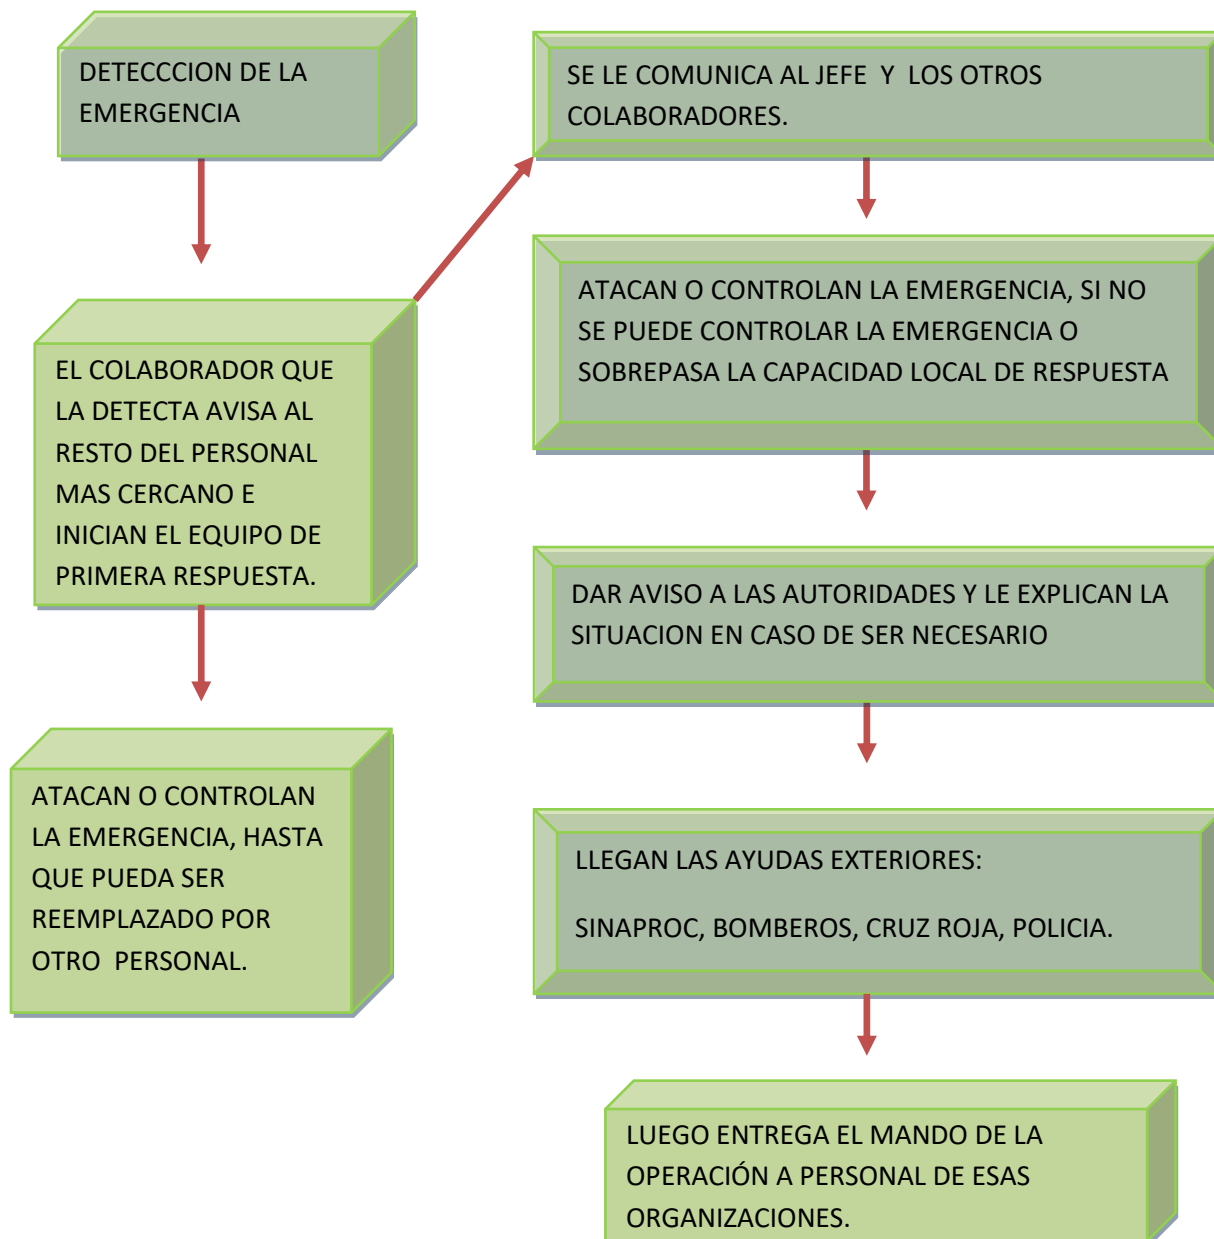 DETECCCION DE LA
EMERGENCIA
EL COLABORADOR QUE
LA DETECTA AVISA AL
RESTO DEL PERSONAL
MAS CERCANO E
INICIAN EL EQUIPO DE
PRIMERA RESPUESTA.
ATACAN O CONTROLAN
LA EMERGENCIA, HASTA
QUE PUEDA SER
REEMPLAZADO POR
OTRO  PERSONAL.
SE LE COMUNICA AL JEFE  Y  LOS OTROS
COLABORADORES.
ATACAN O CONTROLAN LA EMERGENCIA, SI NO
SE PUEDE CONTROLAR LA EMERGENCIA O
SOBREPASA LA CAPACIDAD LOCAL DE RESPUESTA
DAR AVISO A LAS AUTORIDADES Y LE EXPLICAN LA
SITUACION EN CASO DE SER NECESARIO
LLEGAN LAS AYUDAS EXTERIORES:
SINAPROC, BOMBEROS, CRUZ ROJA, POLICIA.
LUEGO ENTREGA EL MANDO DE LA
OPERACIÓN A PERSONAL DE ESAS
ORGANIZACIONES.